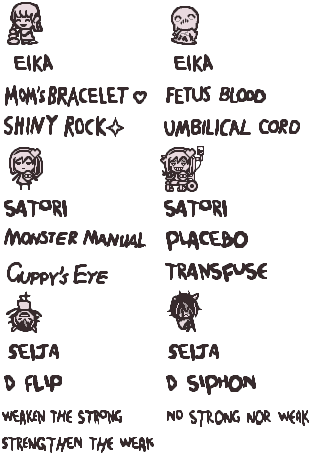 EIKA
MOM'S BRACELET ♡
SHINY ROCK✧
EIKA
FETUS BLOOD
UMBILICAL CORD
SATORI
MONSTER MANUAL
GUPPY'S EYE
SATORI
PLACEBO
TRANSFUSE
SEIJA
D FLIP
WEAKEN THE STRONG
STRENGTHEN THE WEAK
SEIJA
D SIPHON
NO STRONG NOR WEAK